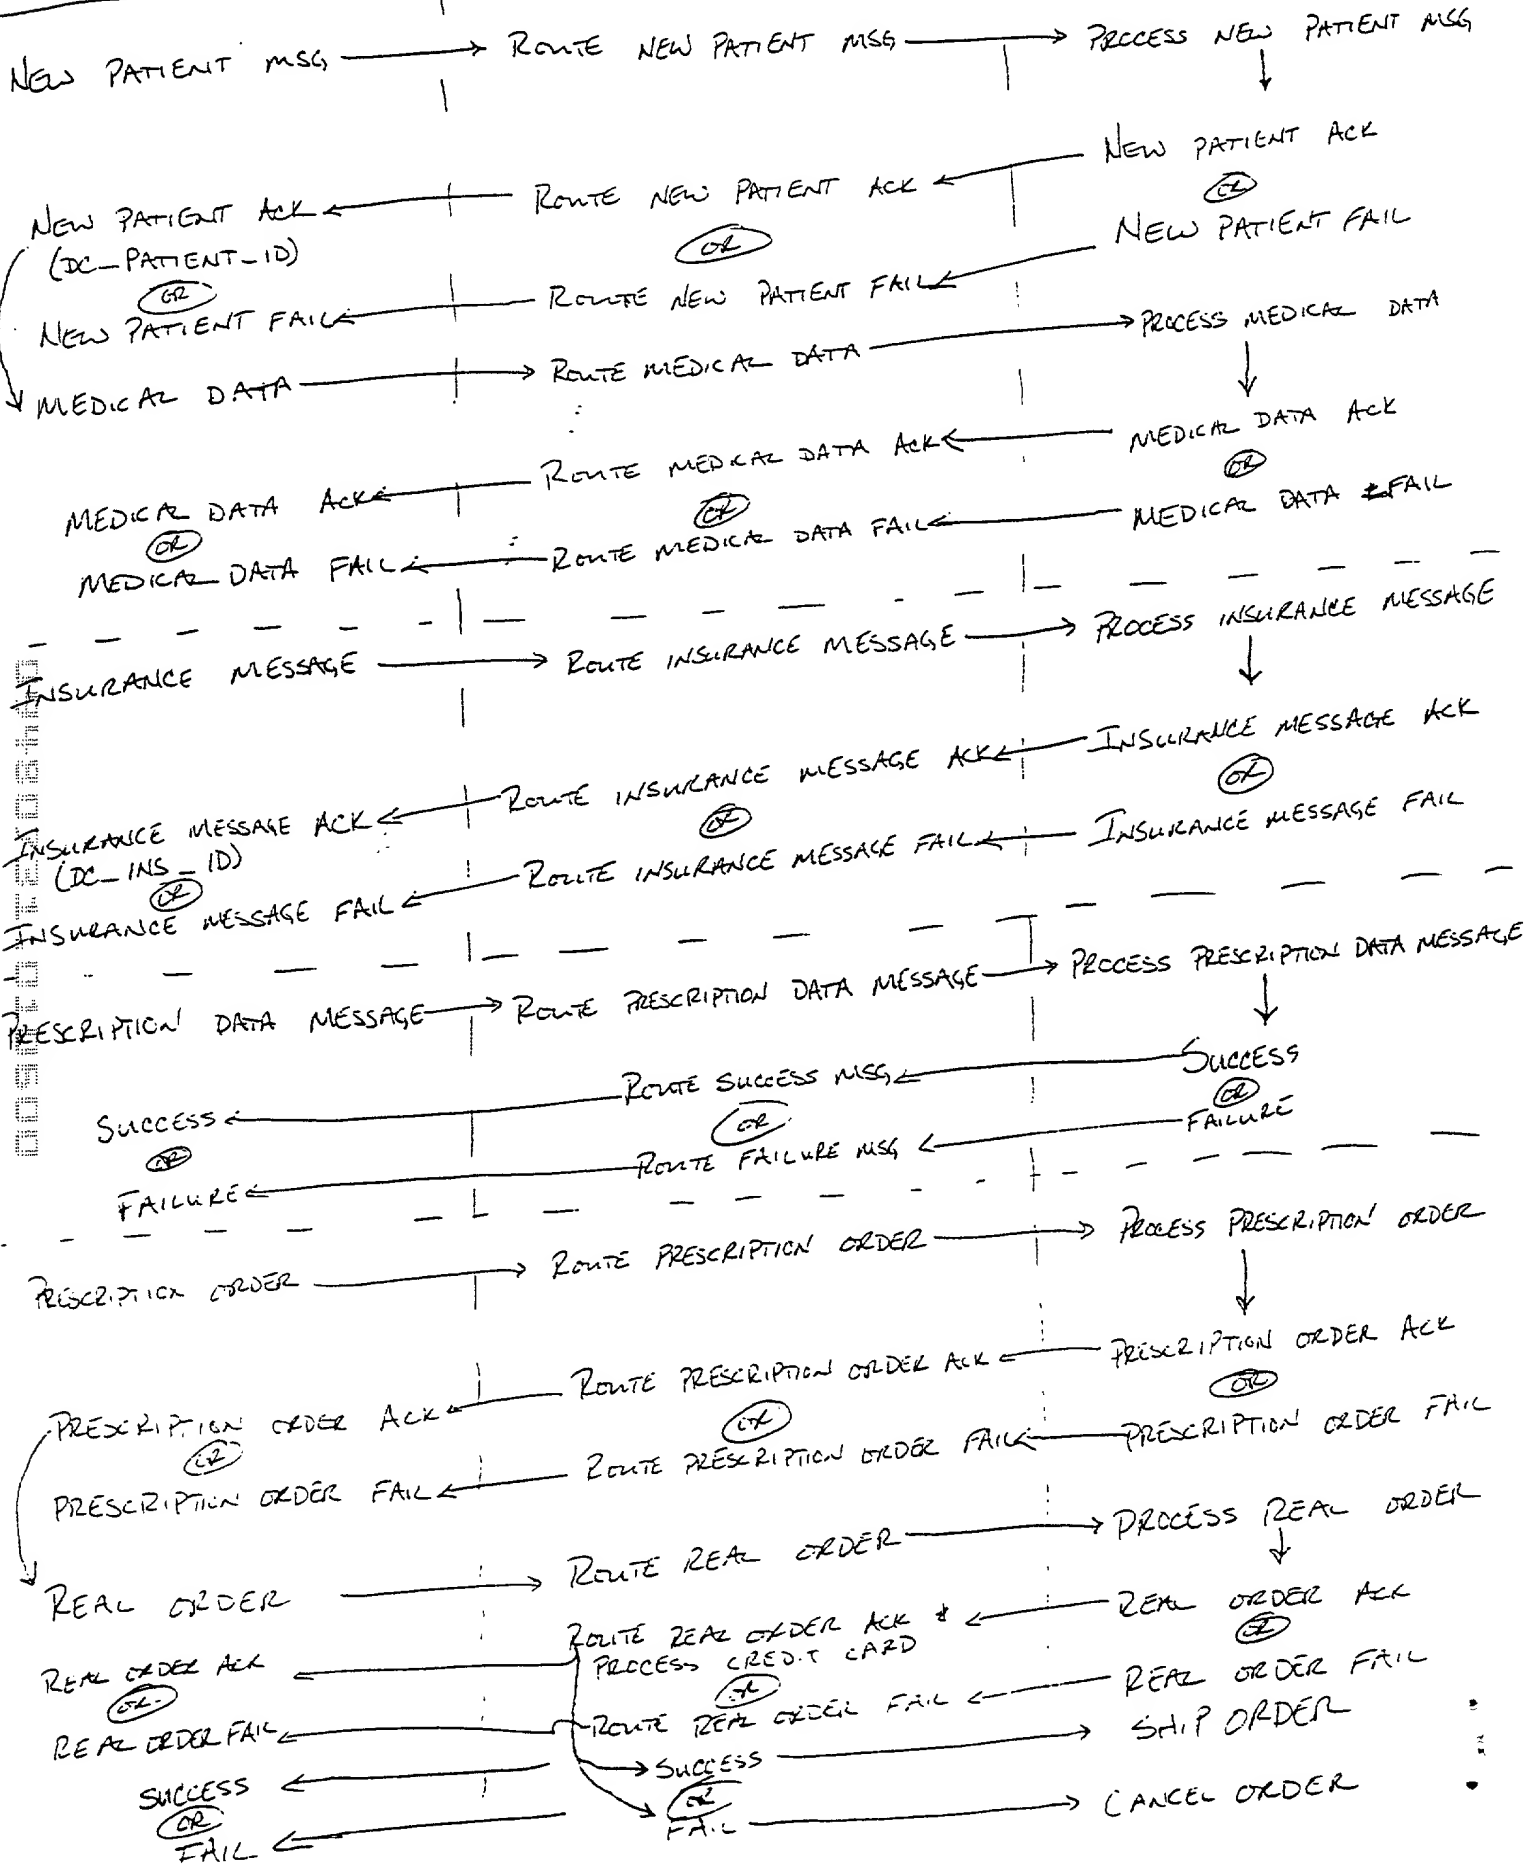 NEW PATIENT MSG → ROUTE NEW PATIENT MSG → PROCESS NEW PATIENT MSG
NEW PATIENT ACK
OR
NEW PATIENT FAIL
ROUTE NEW PATIENT ACK
OR
ROUTE NEW PATIENT FAIL
NEW PATIENT ACK
(DC_PATIENT_ID)
OR
NEW PATIENT FAIL
MEDICAL DATA → ROUTE MEDICAL DATA → PROCESS MEDICAL DATA
MEDICAL DATA ACK
OR
MEDICAL DATA FAIL
ROUTE MEDICAL DATA ACK
OR
ROUTE MEDICAL DATA FAIL
MEDICAL DATA ACK
OR
MEDICAL DATA FAIL
INSURANCE MESSAGE → ROUTE INSURANCE MESSAGE → PROCESS INSURANCE MESSAGE
INSURANCE MESSAGE ACK
OR
INSURANCE MESSAGE FAIL
ROUTE INSURANCE MESSAGE ACK
OR
ROUTE INSURANCE MESSAGE FAIL
INSURANCE MESSAGE ACK
(DC_INS_ID)
OR
INSURANCE MESSAGE FAIL
PRESCRIPTION DATA MESSAGE → ROUTE PRESCRIPTION DATA MESSAGE → PROCESS PRESCRIPTION DATA MESSAGE
SUCCESS
OR
FAILURE
ROUTE SUCCESS MSG
OR
ROUTE FAILURE MSG
SUCCESS
OR
FAILURE
PRESCRIPTION ORDER → ROUTE PRESCRIPTION ORDER → PROCESS PRESCRIPTION ORDER
PRESCRIPTION ORDER ACK
OR
PRESCRIPTION ORDER FAIL
ROUTE PRESCRIPTION ORDER ACK
OR
ROUTE PRESCRIPTION ORDER FAIL
PRESCRIPTION ORDER ACK
OR
PRESCRIPTION ORDER FAIL
REAL ORDER → ROUTE REAL ORDER → PROCESS REAL ORDER
REAL ORDER ACK
OR
REAL ORDER FAIL
SHIP ORDER
CANCEL ORDER
ROUTE REAL ORDER ACK &
PROCESS CREDIT CARD
OR
ROUTE REAL ORDER FAIL
SUCCESS
OR
FAIL
REAL ORDER ACK
OR
REAL ORDER FAIL
SUCCESS
OR
FAIL